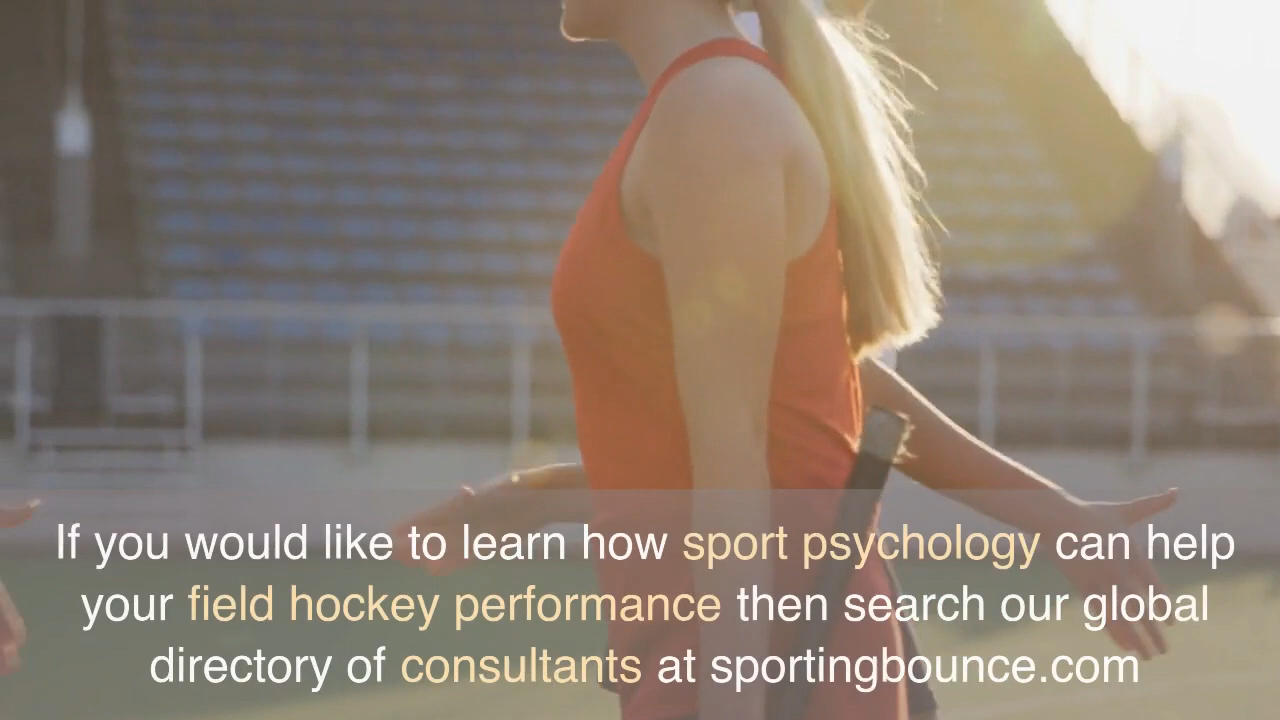 If you would like to learn how sport psychology can help
your field hockey performance then search our global
directory of consultants at sportingbounce.com